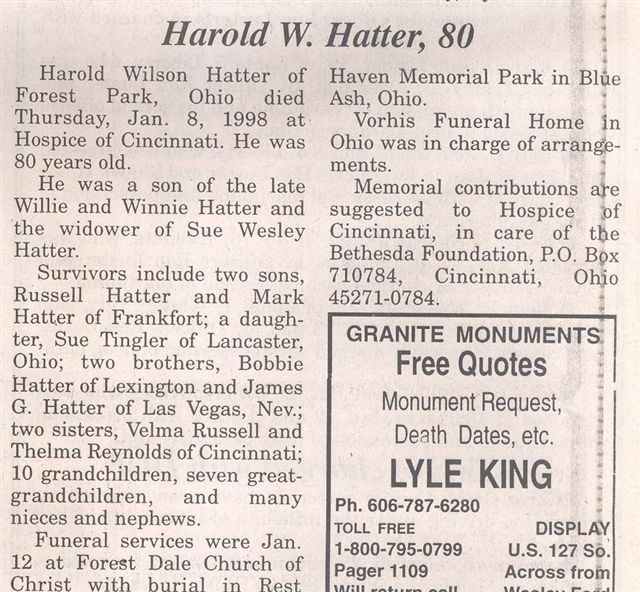 Harold W. Hatter, 80
Harold Wilson Hatter of
Forest Park, Ohio died
Thursday, Jan. 8, 1998 at
Hospice of Cincinnati. He was
80 years old.
He was a son of the late
Willie and Winnie Hatter and
the widower of Sue Wesley
Hatter.
Survivors include two sons,
Russell Hatter and Mark
Hatter of Frankfort; a daugh-
ter, Sue Tingler of Lancaster,
Ohio; two brothers, Bobbie
Hatter of Lexington and James
G. Hatter of Las Vegas, Nev.;
two sisters, Velma Russell and
Thelma Reynolds of Cincinnati;
10 grandchildren, seven great-
grandchildren, and many
nieces and nephews.
Funeral services were Jan.
12 at Forest Dale Church of
Christ with burial in Rest
Haven Memorial Park in Blue
Ash, Ohio.
Vorhis Funeral Home in
Ohio was in charge of arrange-
ments.
Memorial contributions are
suggested to Hospice of
Cincinnati, in care of the
Bethesda Foundation, P.O. Box
710784, Cincinnati, Ohio
45271-0784.
GRANITE MONUMENTS
Free Quotes
Monument Request,
Death Dates, etc.
LYLE KING
Ph. 606-787-6280
TOLL FREE
1-800-795-0799
Pager 1109
Will return call
DISPLAY
U.S. 127 So.
Across from
Wesley Ford